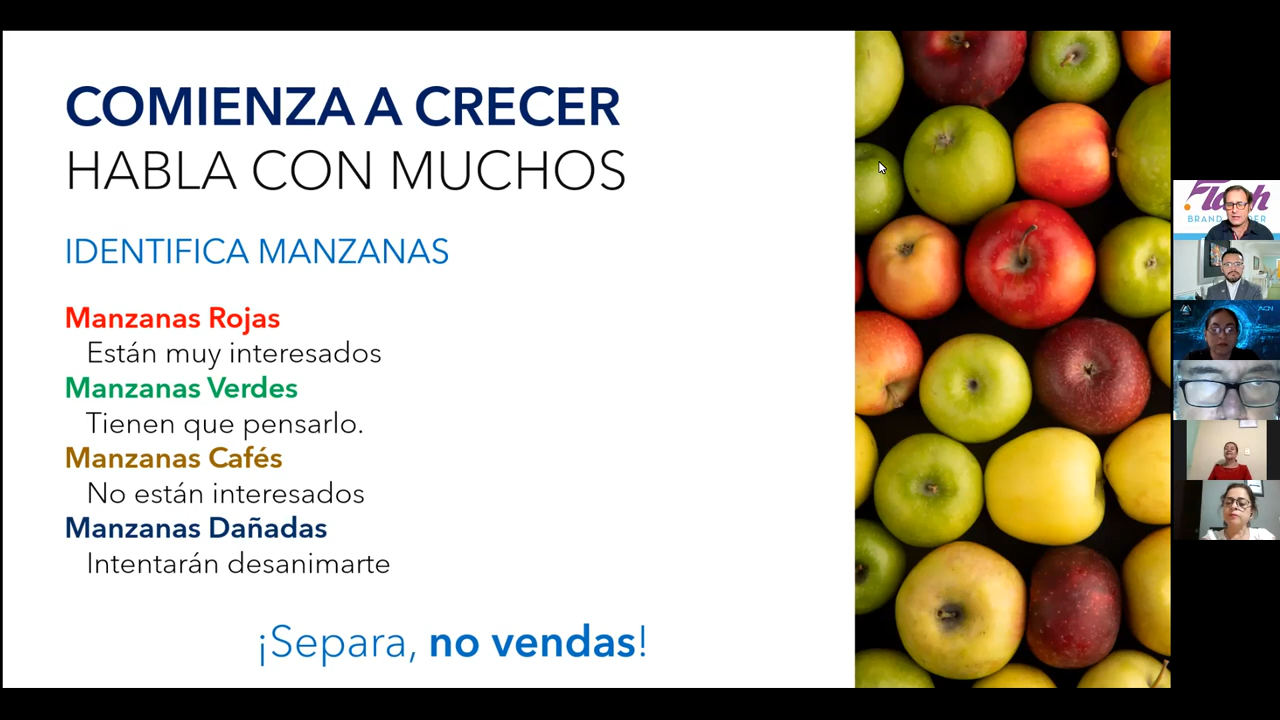 COMIENZA A CRECER
HABLA CON MUCHOS
IDENTIFICA MANZANAS
Manzanas Rojas
Están muy interesados
Manzanas Verdes
Tienen que pensarlo.
Manzanas Cafés
No están interesados
Manzanas Dañadas
Intentarán desanimarte
¡Separa, no vendas!
ACN